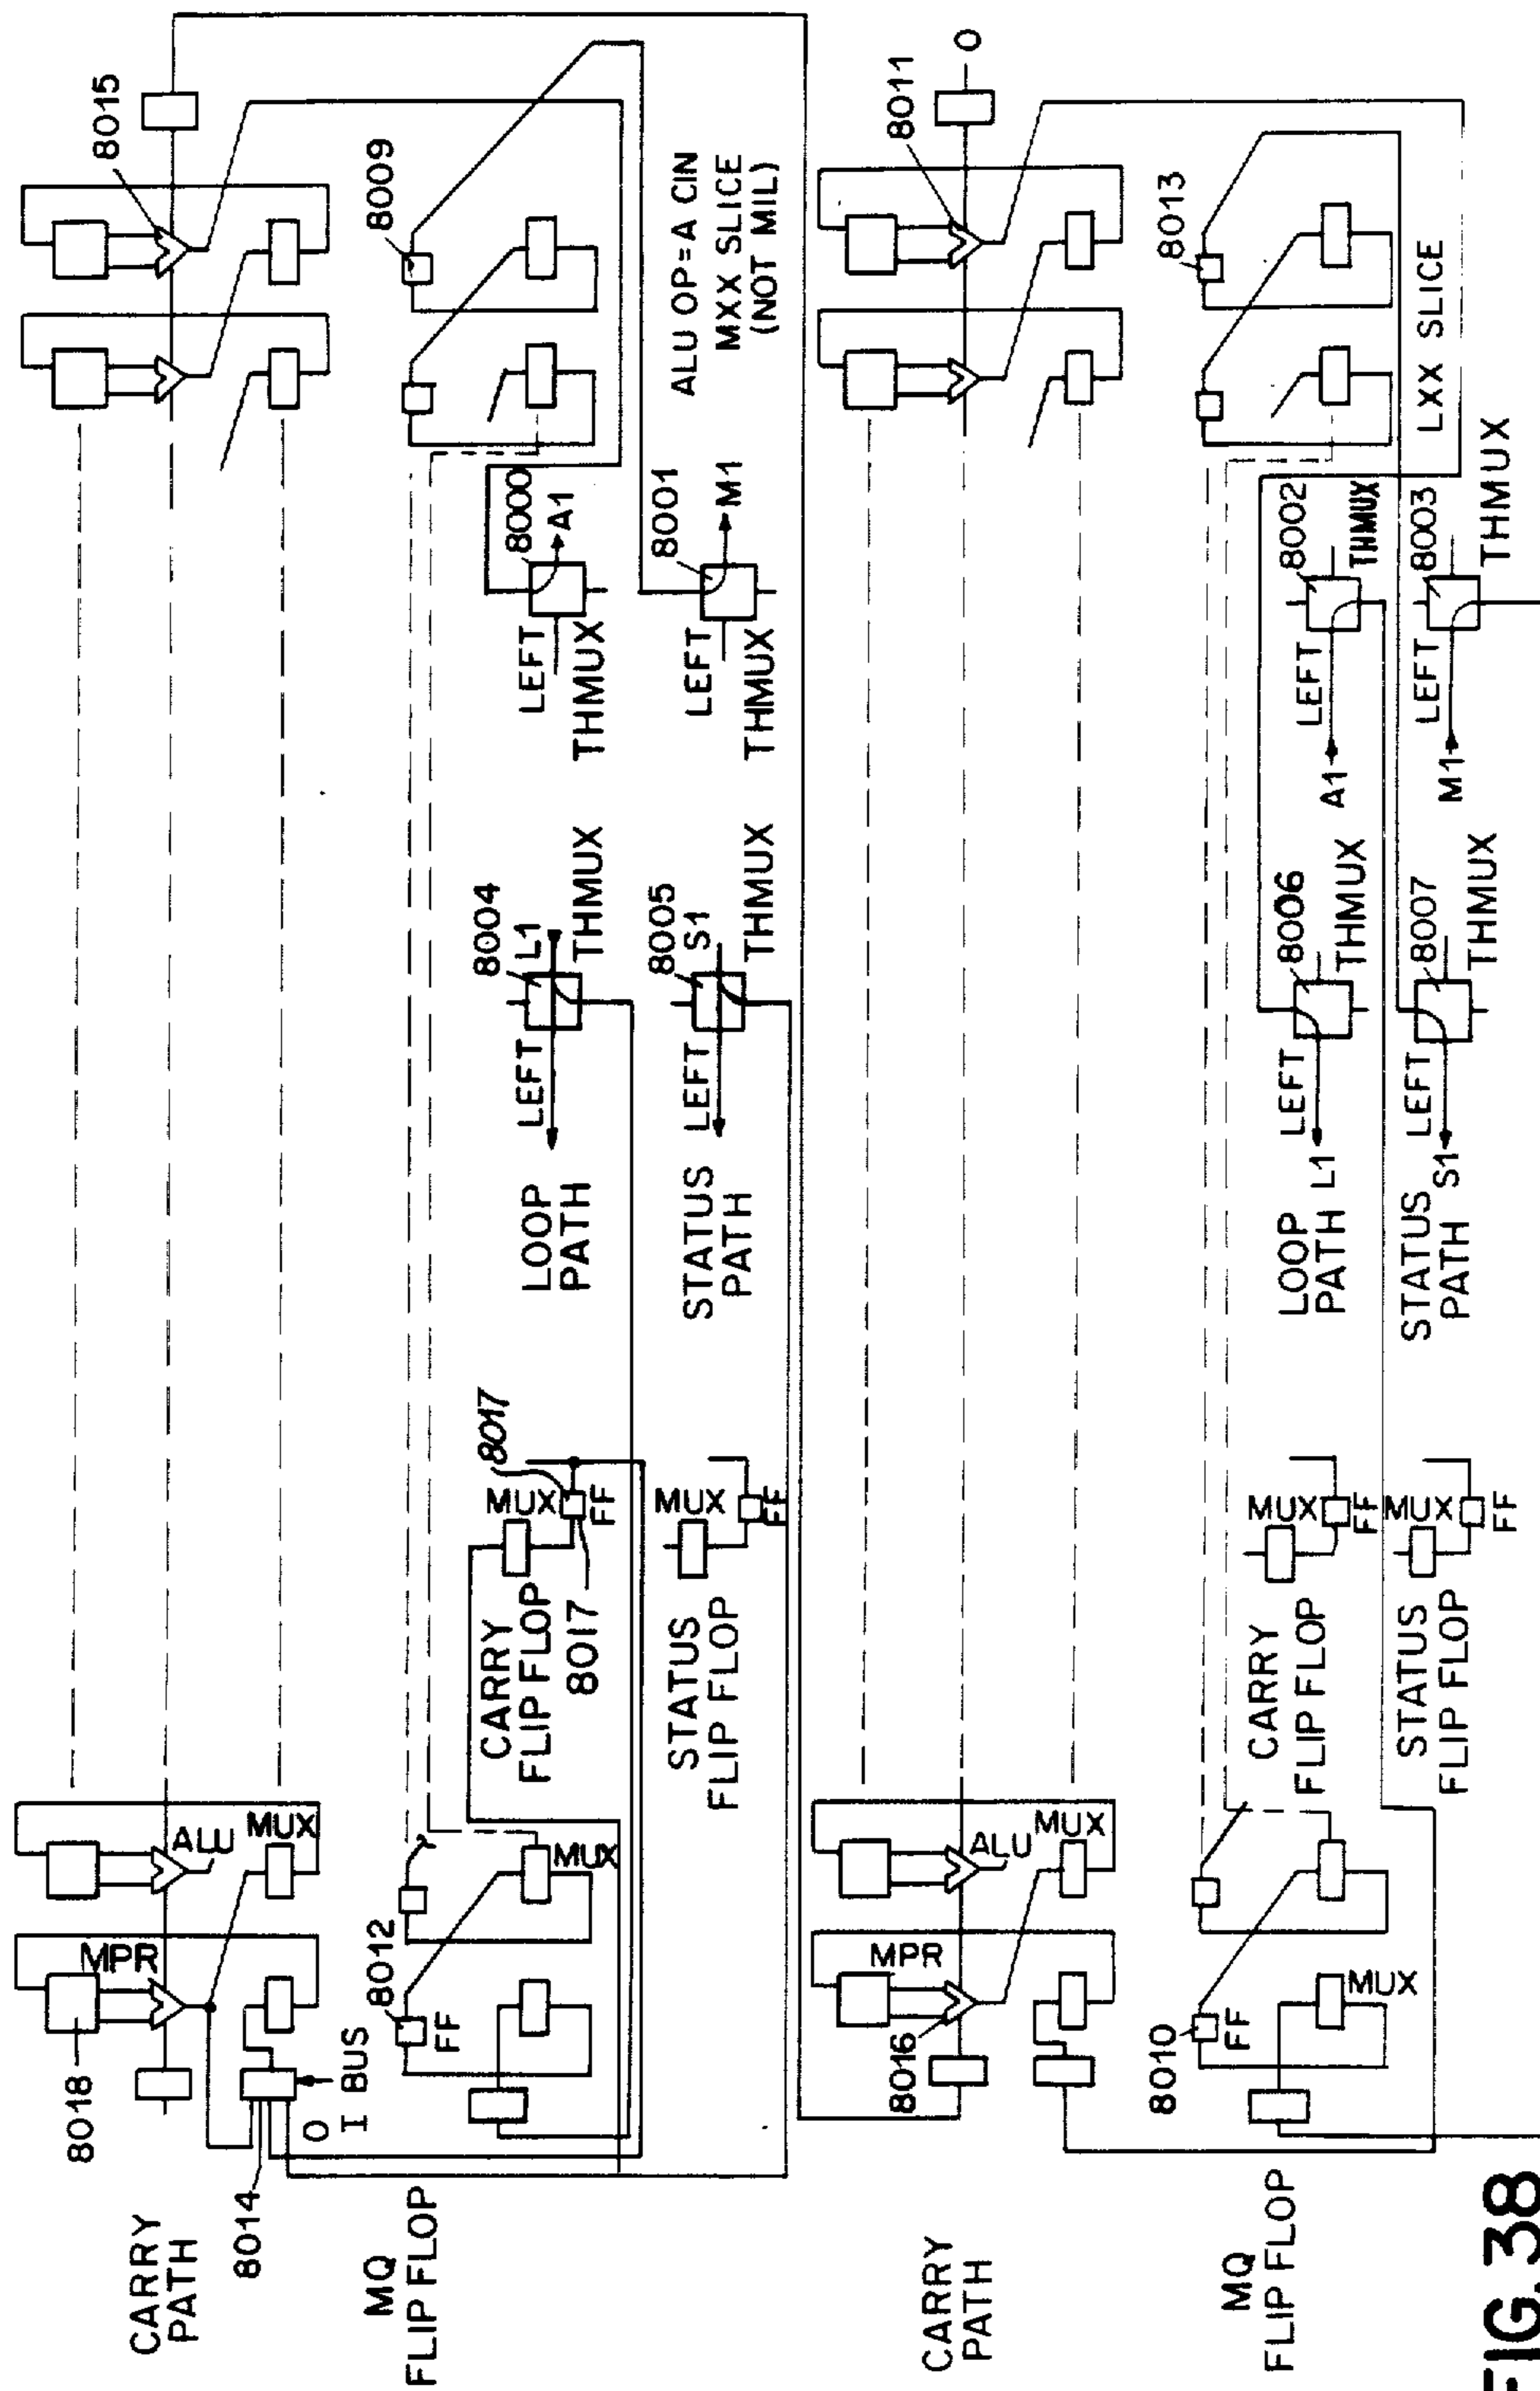 CARRY
PATH
8018
8014
MPR
ALU
MUX
O
I BUS
8015
MQ
FLIP FLOP
8012
FF
MUX
8009
CARRY
FLIP FLOP
8017
MUX
8017
FF
LOOP
PATH
LEFT
8004
L1
THMUX
LEFT
THMUX
8000
A1
ALU OP=A CIN
MXX SLICE
(NOT MIL)
STATUS
FLIP FLOP
MUX
FF
STATUS
PATH
LEFT
8005
S1
THMUX
LEFT
THMUX
8001
M1
CARRY
PATH
8016
MPR
ALU
MUX
8011
O
MQ
FLIP FLOP
8010
FF
MUX
8013
CARRY
FLIP FLOP
MUX
FF
LOOP
PATH L1
LEFT
8006
THMUX
A1
LEFT
8002
THMUX
LXX SLICE
STATUS
FLIP FLOP
MUX
FF
STATUS
PATH S1
LEFT
8007
THMUX
M1
LEFT
8003
THMUX
FIG. 38